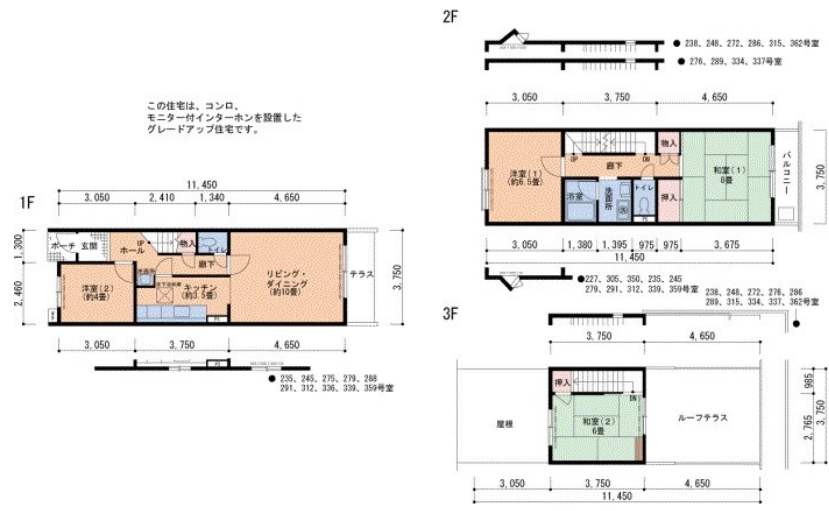 この住宅は、コンロ。
モニター付インターホンを設置した
グレードアップ住宅です。
1F
11,450
3,050
2,410
1,340
4,650
1,300
2,460
3,750
ポーチ
玄関
ホール
UP
物入
トイレ
廊下
洗面所
洋室(2)
(約4畳)
キッチン
(約3.5畳)
リビング・
ダイニング
(約10畳)
テラス
PS
3,050
3,750
4,650
PS
● 235、245、275、279、288
291、312、336、339、359号室
2F
● 238、248、272、286、315、362号室
● 276、289、334、337号室
3,050
3,750
4,650
洋室(1)
(約6.5畳)
UP
廊下
DN
物入
和室(1)
8畳
浴室
洗面所
トイレ
押入
バルコニー
3,750
3,050
1,380
1,395
975
975
3,675
11,450
●227、305、350、235、245
279、291、312、339、359号室
238、248、272、276、286
289、315、334、337、362号室
●
3F
3,750
4,650
押入
DN
和室(2)
6畳
屋根
ルーフテラス
985
2,765
3,750
3,050
3,750
4,650
11,450